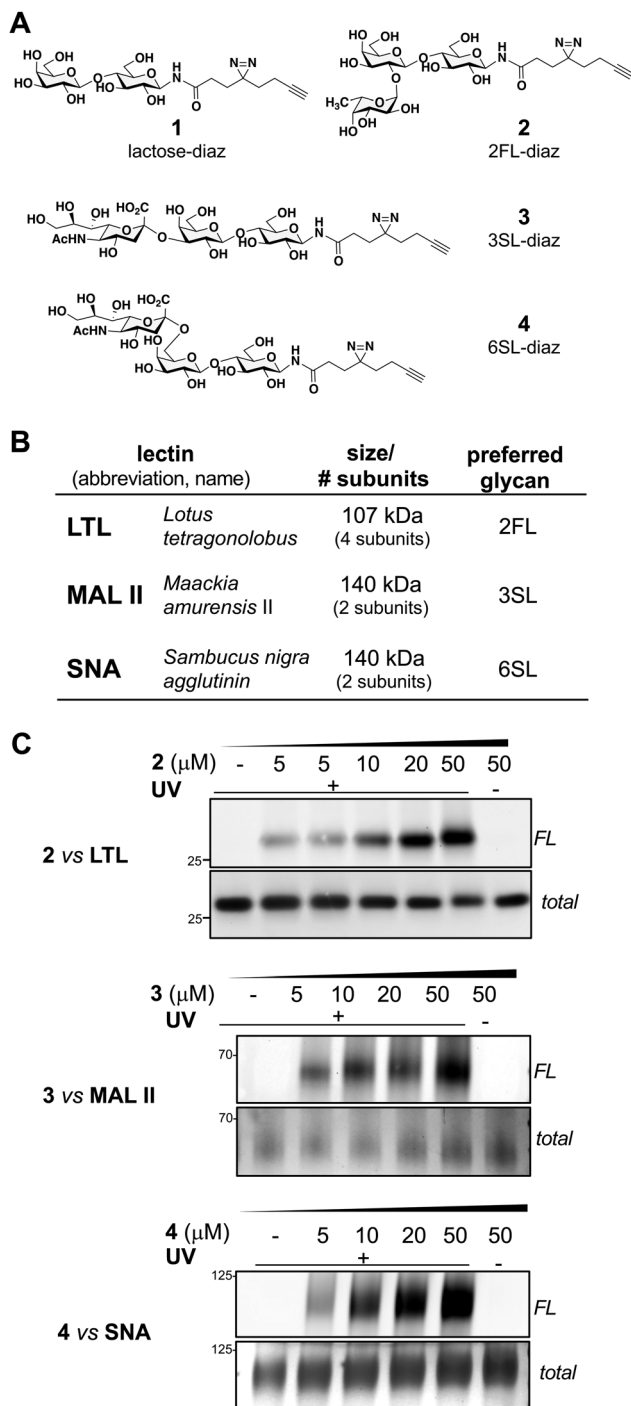 A
1
lactose-diaz
2
2FL-diaz
3
3SL-diaz
4
6SL-diaz
B
lectin
(abbreviation, name)
size/
# subunits
preferred
glycan
LTL
Lotus
tetragonolobus
107 kDa
(4 subunits)
2FL
MAL II
Maackia
amurensis II
140 kDa
(2 subunits)
3SL
SNA
Sambucus nigra
agglutinin
140 kDa
(2 subunits)
6SL
C
2 (μM) - 5 5 10 20 50 50
UV + -
2 vs LTL
25
FL
25
total
3 (μM) - 5 10 20 50 50
UV + -
3 vs MAL II
70
FL
70
total
4 (μM) - 5 10 20 50 50
UV + -
4 vs SNA
125
FL
125
total